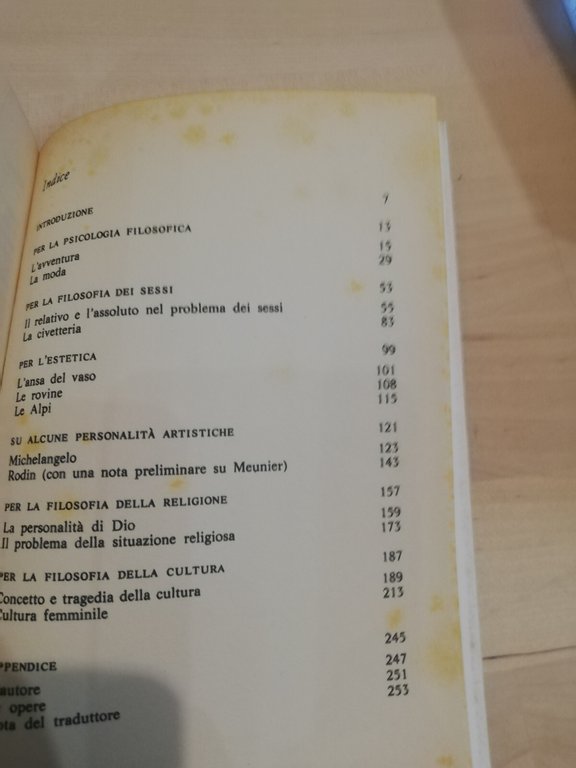 Indice
INTRODUZIONE 7
PER LA PSICOLOGIA FILOSOFICA 13
L'avventura 15
La moda 29
PER LA FILOSOFIA DEI SESSI 53
Il relativo e l'assoluto nel problema dei sessi 55
La civetteria 83
PER L'ESTETICA 99
L'ansa del vaso 101
Le rovine 108
Le Alpi 115
SU ALCUNE PERSONALITÀ ARTISTICHE 121
Michelangelo 123
Rodin (con una nota preliminare su Meunier) 143
PER LA FILOSOFIA DELLA RELIGIONE 157
La personalità di Dio 159
Il problema della situazione religiosa 173
PER LA FILOSOFIA DELLA CULTURA 187
Concetto e tragedia della cultura 189
Cultura femminile 213
PPENDICE 245
autore 247
opere 251
ota del traduttore 253